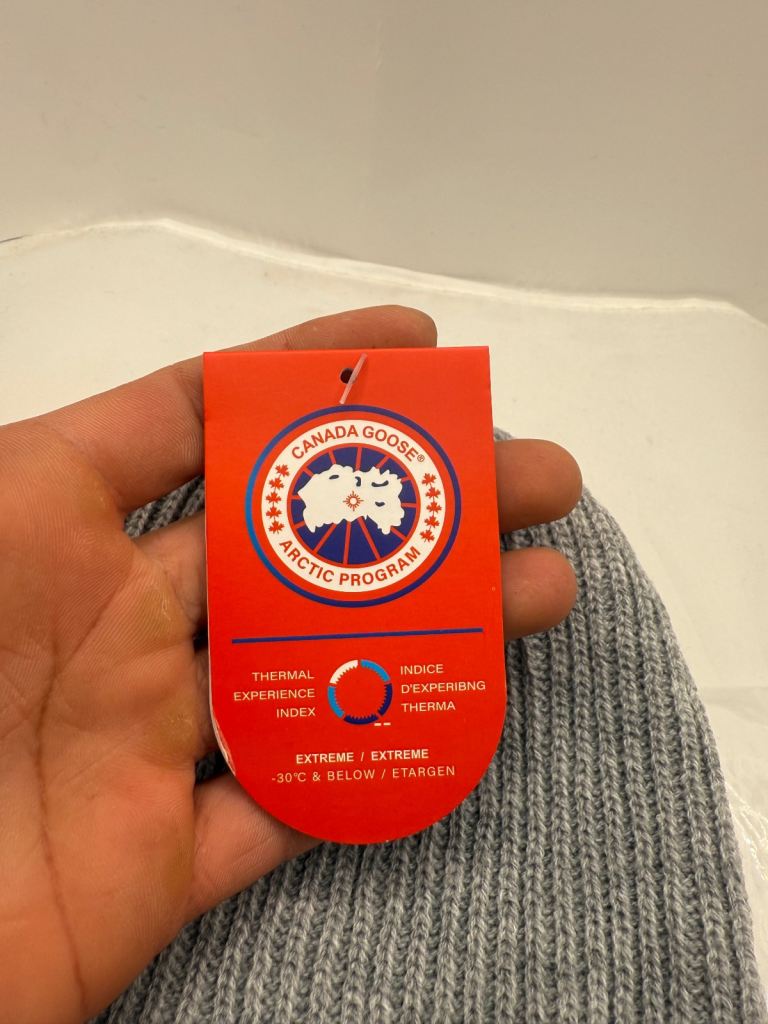 CANADA GOOSE®
ARCTIC PROGRAM
THERMAL
EXPERIENCE
INDEX
INDICE
D'EXPERIBNG
THERMA
EXTREME / EXTREME
-30°C & BELOW / ETARGEN